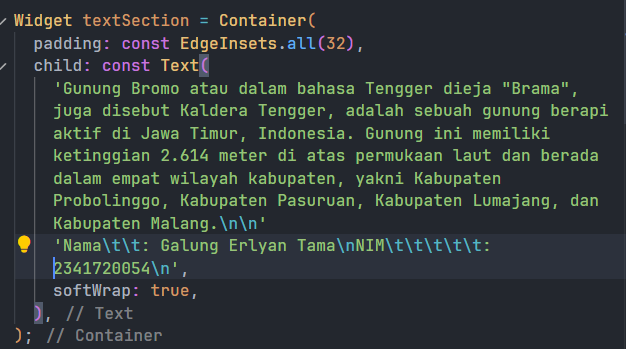 Widget textSection = Container(
padding: const EdgeInsets.all(32),
child: const Text(
'Gunung Bromo atau dalam bahasa Tengger dieja "Brama",
juga disebut Kaldera Tengger, adalah sebuah gunung berapi
aktif di Jawa Timur, Indonesia. Gunung ini memiliki
ketinggian 2.614 meter di atas permukaan laut dan berada
dalam empat wilayah kabupaten, yakni Kabupaten
Probolinggo, Kabupaten Pasuruan, Kabupaten Lumajang, dan
Kabupaten Malang.\n\n'
'Nama\t\t: Galung Erlyan Tama\nNIM\t\t\t\t\t:
2341720054\n',
softWrap: true,
), // Text
); // Container